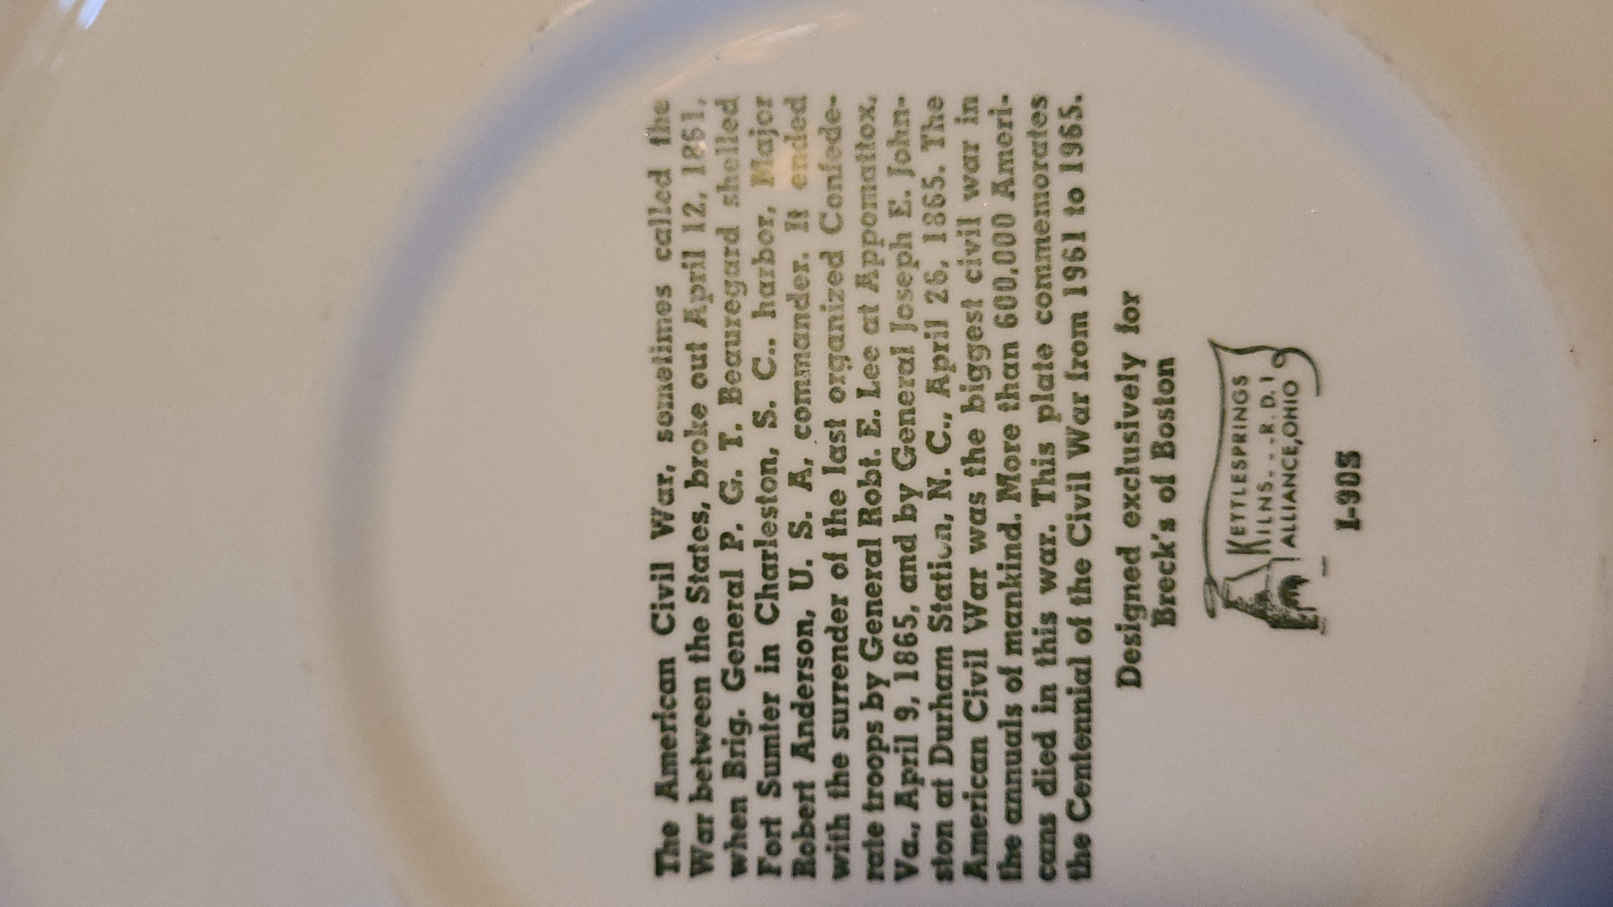 The American Civil War, sometimes called the
War between the States, broke out April 12, 1861,
when Brig. General P. G. T. Beauregard shelled
Fort Sumter in Charleston, S. C., harbor, Major
Robert Anderson, U. S. A, commander. It ended
with the surrender of the last organized Confede-
rate troops by General Robt. E. Lee at Appomattox,
Va., April 9, 1865, and by General Joseph E. John-
ston at Durham Station, N. C., April 26, 1865. The
American Civil War was the biggest civil war in
the annuals of mankind. More than 600,000 Ameri-
cans died in this war. This plate commemorates
the Centennial of the Civil War from 1961 to 1965.
Designed exclusively for
Breck's of Boston
KETTLESPRINGS
KILNS...R.D.1
ALLIANCE, OHIO
I-90S